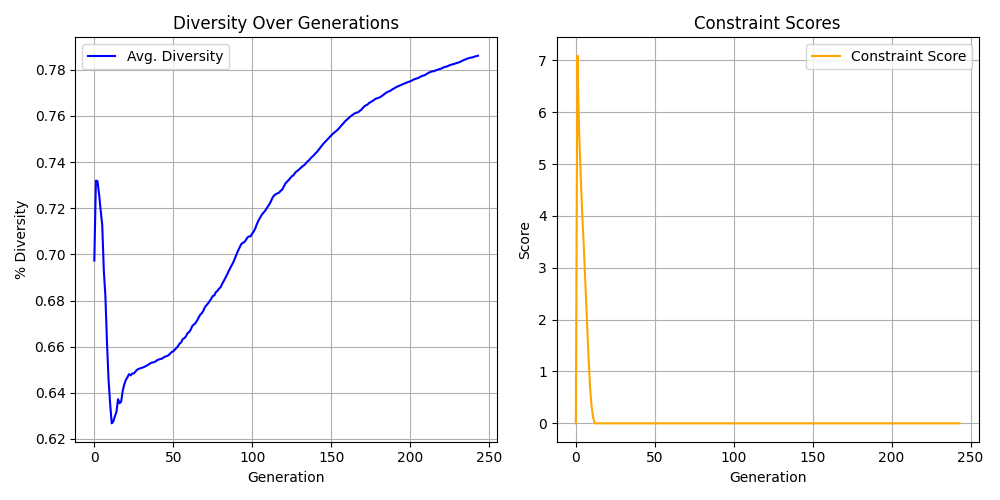 Diversity Over Generations
Avg. Diversity
% Diversity
0.78
0.76
0.74
0.72
0.70
0.68
0.66
0.64
0.62
0 50 100 150 200 250
Generation
Constraint Scores
Constraint Score
Score
7
6
5
4
3
2
1
0
0 50 100 150 200 250
Generation